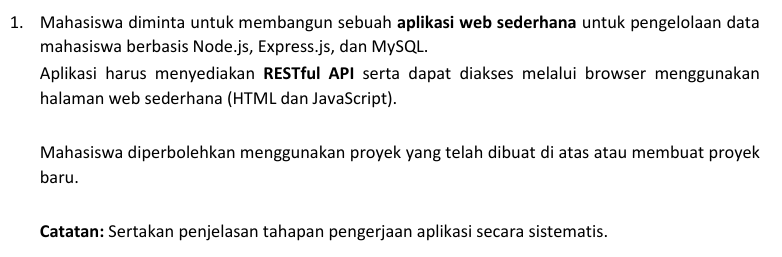 1. Mahasiswa diminta untuk membangun sebuah aplikasi web sederhana untuk pengelolaan data
mahasiswa berbasis Node.js, Express.js, dan MySQL.
Aplikasi harus menyediakan RESTful API serta dapat diakses melalui browser menggunakan
halaman web sederhana (HTML dan JavaScript).
Mahasiswa diperbolehkan menggunakan proyek yang telah dibuat di atas atau membuat proyek
baru.
Catatan: Sertakan penjelasan tahapan pengerjaan aplikasi secara sistematis.